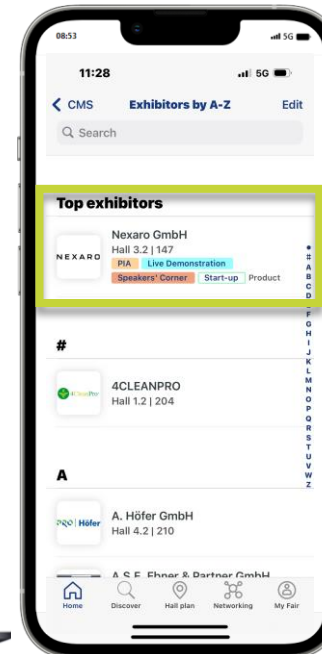 08:53
5G
11:28
5G
CMS
Exhibitors by A-Z
Edit
Search
Top exhibitors
NEXARO
Nexaro GmbH
Hall 3.2 | 147
PIA Live Demonstration
Speakers' Corner Start-up Product
#
A
B
C
D
F
G
H
I
J
K
L
M
N
O
P
Q
R
S
T
U
V
W
Z
#
4CleanPro
4CLEANPRO
Hall 1.2 | 204
A
PRO Höfer
A. Höfer GmbH
Hall 4.2 | 210
A.S.F. Ebner & Partner GmbH
Home
Discover
Hall plan
Networking
My Fair